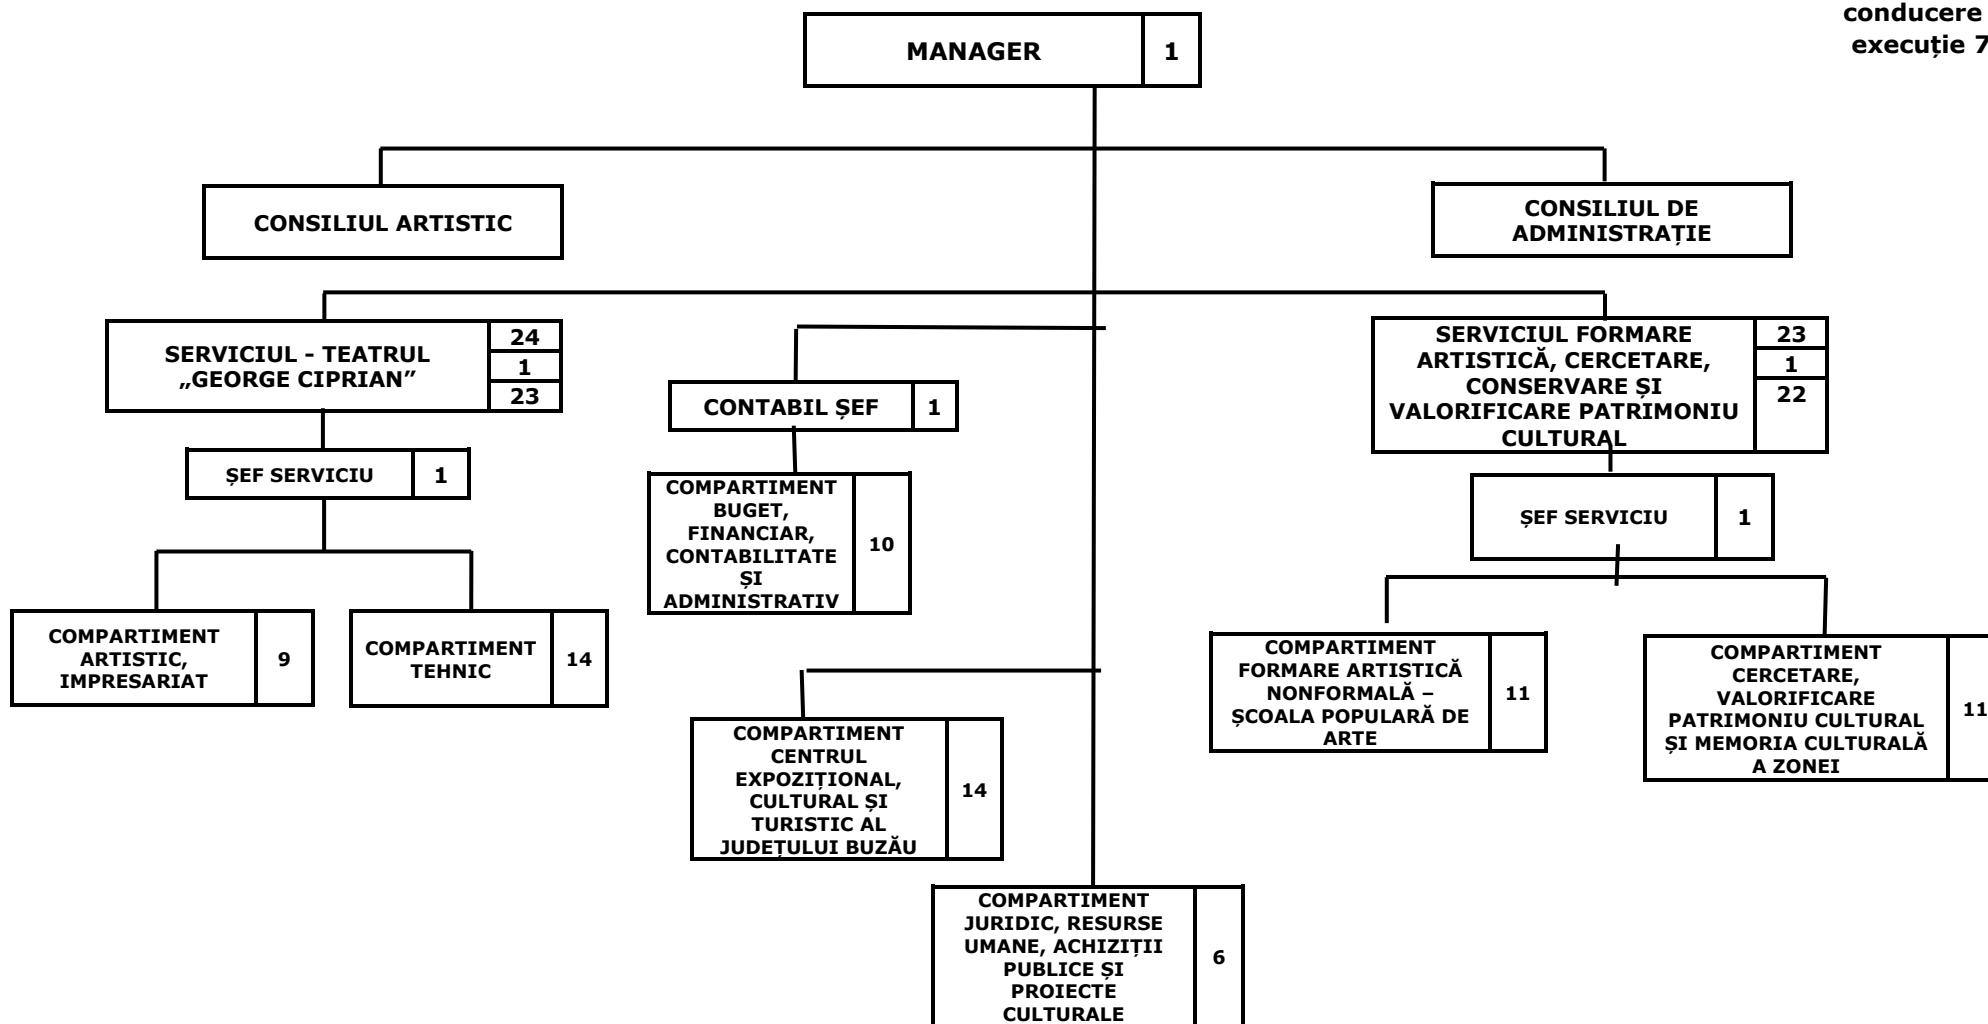 conducere
execuție 7
MANAGER 1
CONSILIUL ARTISTIC
CONSILIUL DE
ADMINISTRAȚIE
SERVICIUL - TEATRUL
„GEORGE CIPRIAN”
24
1
23
SERVICIUL FORMARE
ARTISTICĂ, CERCETARE,
CONSERVARE ȘI
VALORIFICARE PATRIMONIU
CULTURAL
23
1
22
CONTABIL ȘEF 1
ȘEF SERVICIU 1
COMPARTIMENT
BUGET,
FINANCIAR,
CONTABILITATE
ȘI
ADMINISTRATIV
10
ȘEF SERVICIU 1
COMPARTIMENT
ARTISTIC,
IMPRESARIAT
9
COMPARTIMENT
TEHNIC
14
COMPARTIMENT
FORMARE ARTISTICĂ
NONFORMALĂ –
ȘCOALA POPULARĂ DE
ARTE
11
COMPARTIMENT
CERCETARE,
VALORIFICARE
PATRIMONIU CULTURAL
ȘI MEMORIA CULTURALĂ
A ZONEI
11
COMPARTIMENT
CENTRUL
EXPOZIȚIONAL,
CULTURAL ȘI
TURISTIC AL
JUDEȚULUI BUZĂU
14
COMPARTIMENT
JURIDIC, RESURSE
UMANE, ACHIZIȚII
PUBLICE ȘI
PROIECTE
CULTURALE
6